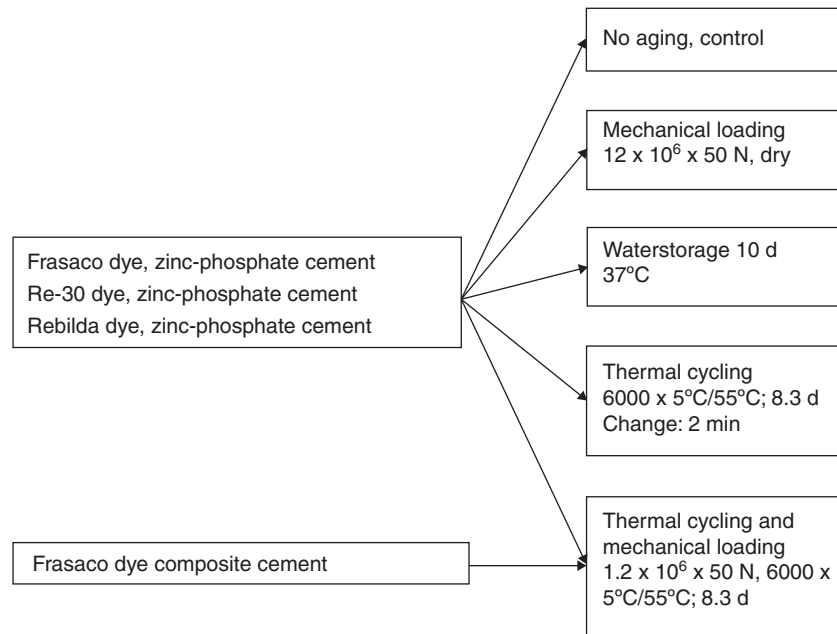 No aging, control
Mechanical loading
12 x 10⁶ x 50 N, dry
Frasaco dye, zinc-phosphate cement
Re-30 dye, zinc-phosphate cement
Rebilda dye, zinc-phosphate cement
Waterstorage 10 d
37ºC
Thermal cycling
6000 x 5ºC/55ºC; 8.3 d
Change: 2 min
Frasaco dye composite cement
Thermal cycling and
mechanical loading
1.2 x 10⁶ x 50 N, 6000 x
5ºC/55ºC; 8.3 d